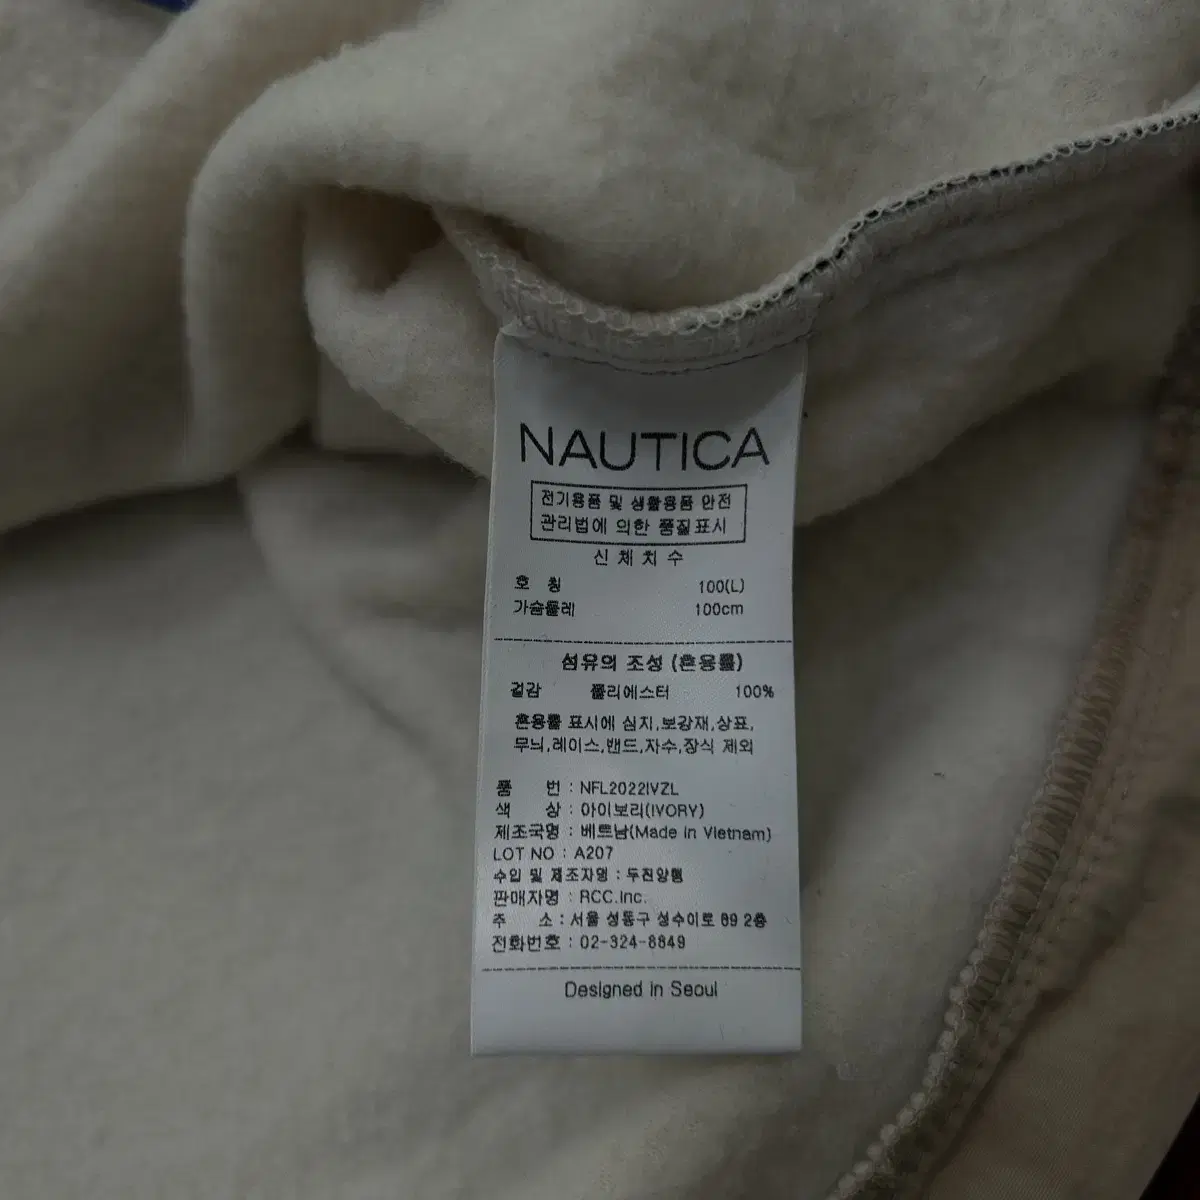 NAUTICA
전기용품 및 생활용품 안전
관리법에 의한 품질표시
신 체 치 수
호 칭 100(L)
가슴둘레 100cm
섬유의 조성 (혼용률)
겉감 폴리에스터 100%
혼용률 표시에 심지,보강재,상표,
무늬,레이스,밴드,자수,장식 제외
품 번 : NFL2022IVZL
색 상 : 아이보리(IVORY)
제조국명 : 베트남(Made in Vietnam)
LOT NO : A207
수입 및 제조자명 : 두진양행
판매자명 : RCC.Inc.
주 소 : 서울 성동구 성수이로 89 2층
전화번호 : 02-324-8849
Designed in Seoul